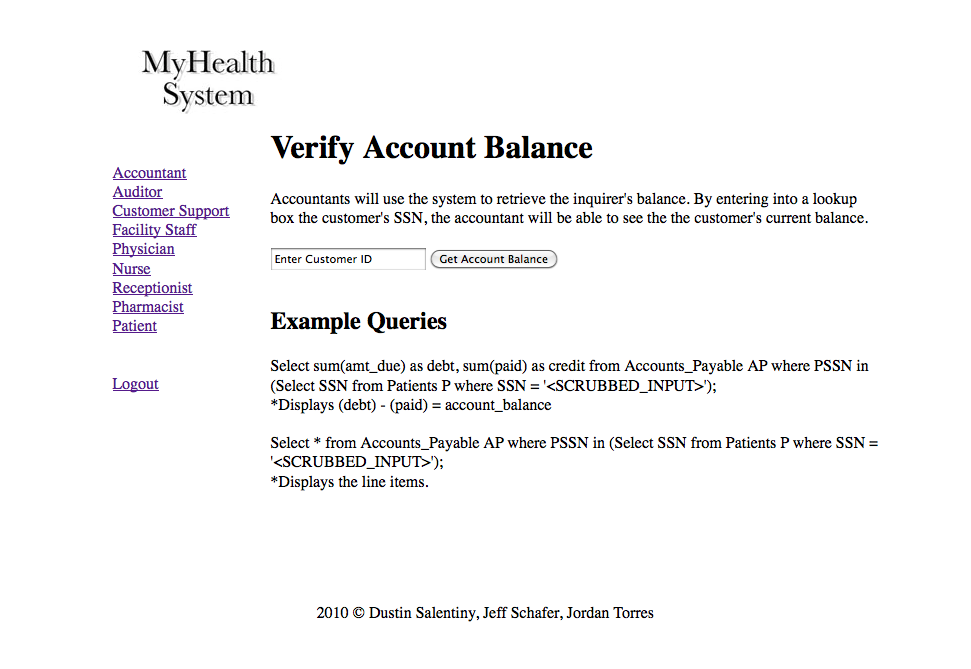 MyHealth
System
Verify Account Balance
Accountant
Auditor
Customer Support
Facility Staff
Physician
Nurse
Receptionist
Pharmacist
Patient
Logout
Accountants will use the system to retrieve the inquirer's balance. By entering into a lookup
box the customer's SSN, the accountant will be able to see the the customer's current balance.
Enter Customer ID Get Account Balance
Example Queries
Select sum(amt_due) as debt, sum(paid) as credit from Accounts_Payable AP where PSSN in
(Select SSN from Patients P where SSN = '<SCRUBBED_INPUT>');
*Displays (debt) - (paid) = account_balance
Select * from Accounts_Payable AP where PSSN in (Select SSN from Patients P where SSN =
'<SCRUBBED_INPUT>');
*Displays the line items.
2010 © Dustin Salentiny, Jeff Schafer, Jordan Torres